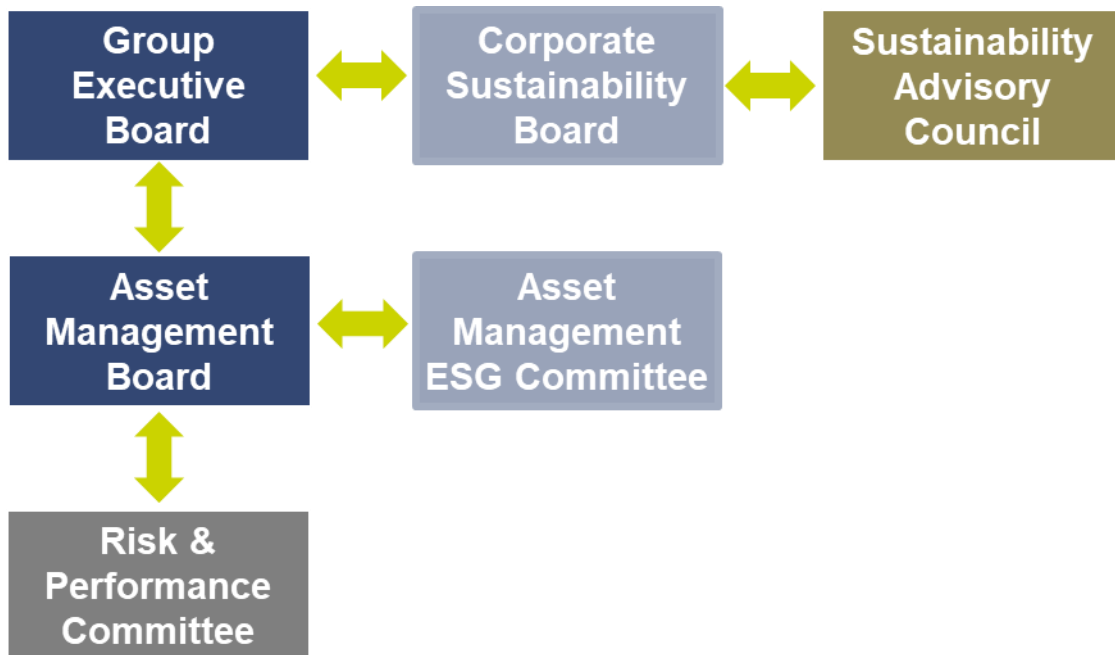 Group
Executive
Board
Corporate
Sustainability
Board
Sustainability
Advisory
Council
Asset
Management
Board
Asset
Management
ESG Committee
Risk &
Performance
Committee